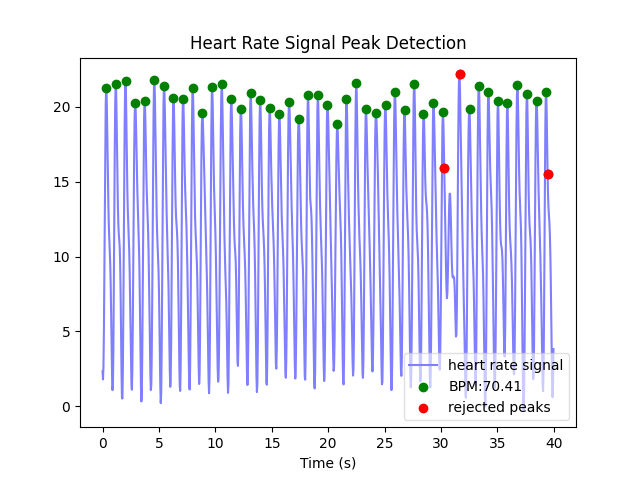 Heart Rate Signal Peak Detection
20
15
10
5
0
heart rate signal
BPM:70.41
rejected peaks
0 5 10 15 20 25 30 35 40
Time (s)